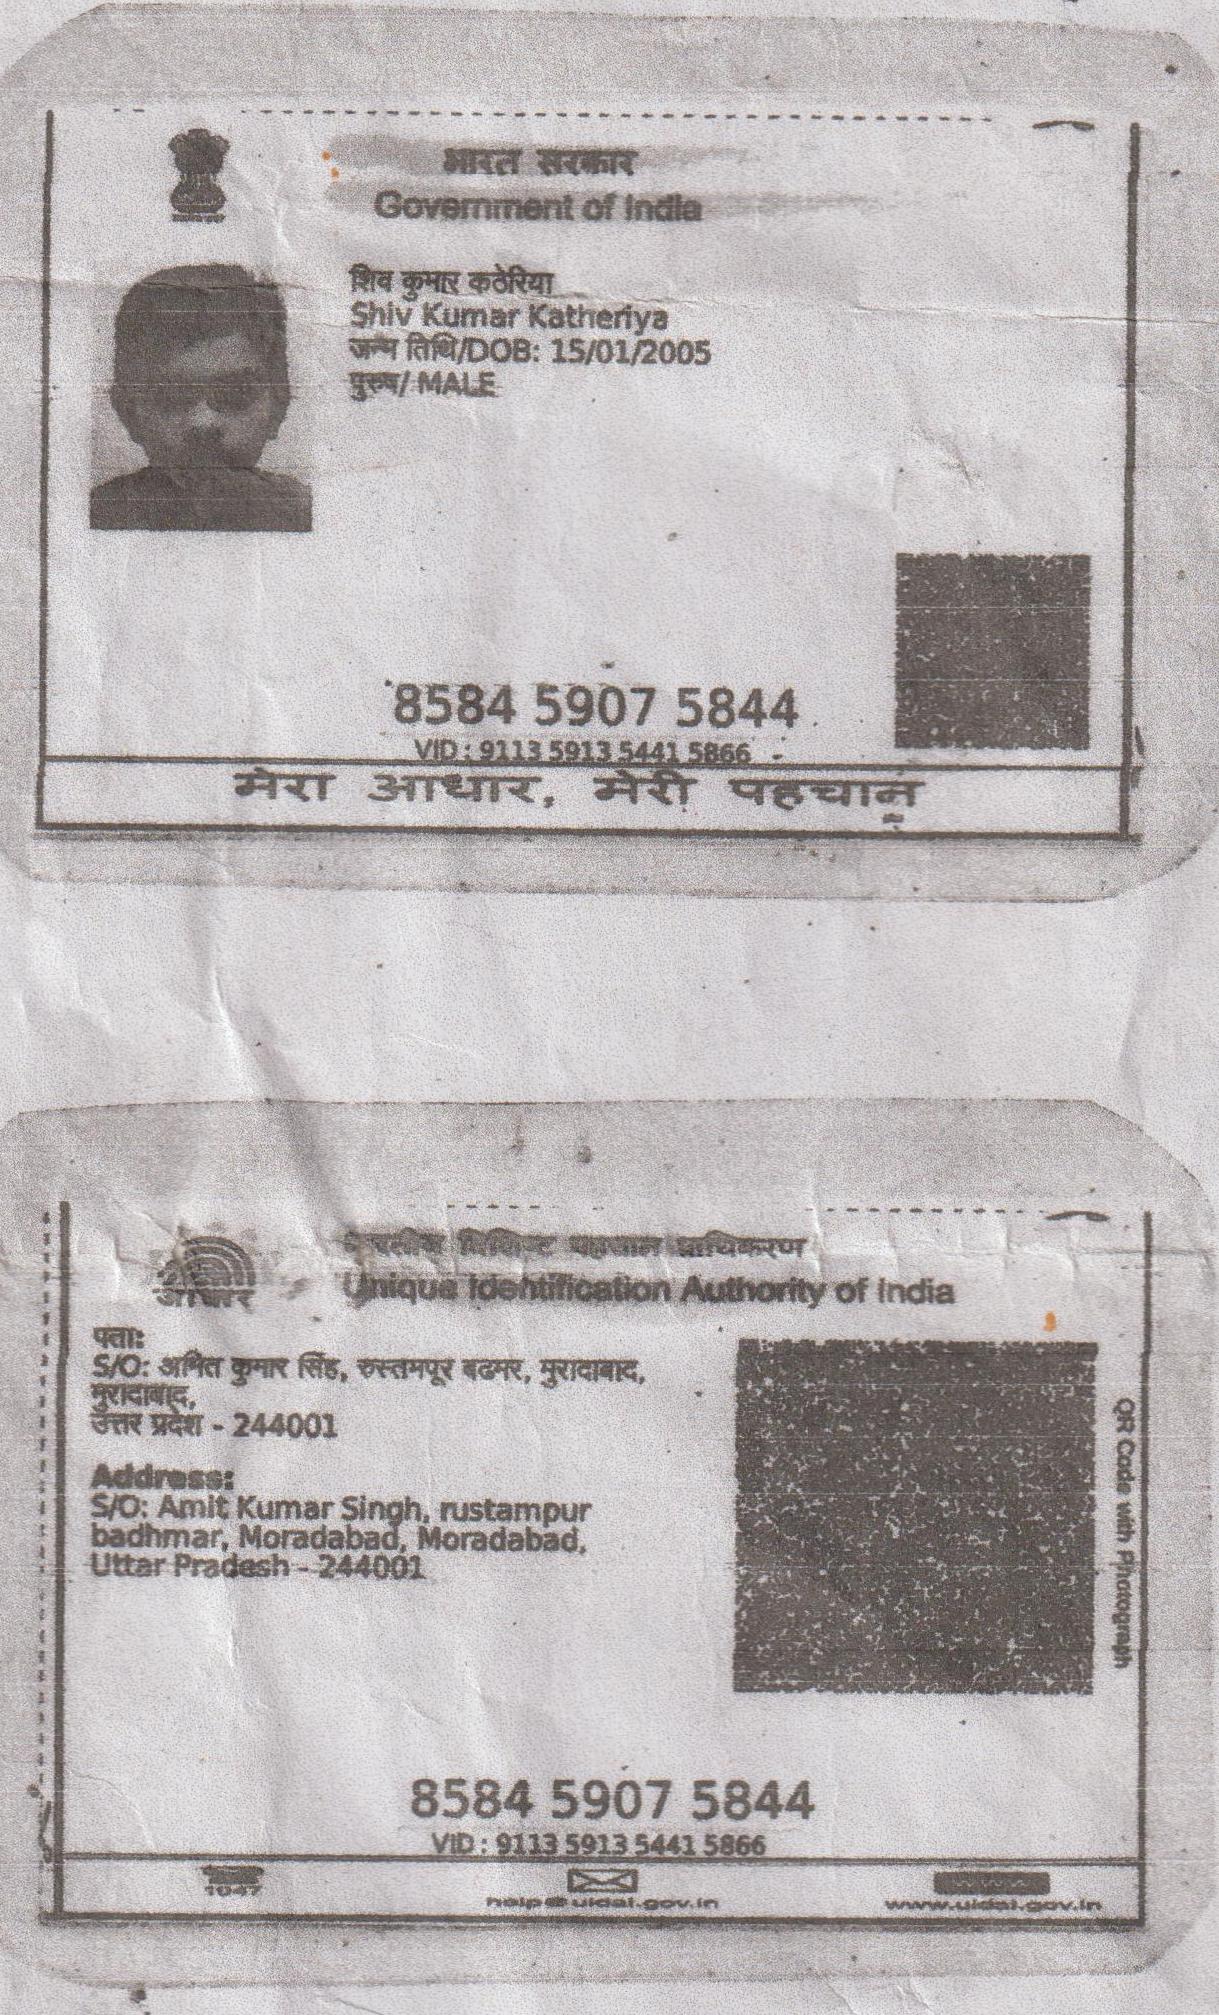 भारत सरकार
Government of India
शिव कुमार कठेरिया
Shiv Kumar Katheriya
जन्म तिथि/DOB: 15/01/2005
पुरुष/ MALE
8584 5907 5844
VID : 9113 5913 5441 5866
मेरा आधार, मेरी पहचान
विशिष्ट पहचान प्राधिकरण
Unique Identification Authority of India
आधार
पता:
S/O: अमित कुमार सिंह, रुस्तमपूर बढमर, मुरादाबाद,
मुरादाबाद,
उत्तर प्रदेश - 244001
Address:
S/O: Amit Kumar Singh, rustampur
badhmar, Moradabad, Moradabad,
Uttar Pradesh - 244001
QR Code with Photograph
8584 5907 5844
VID : 9113 5913 5441 5866
1947
help@uidai.gov.in
www.uidai.gov.in